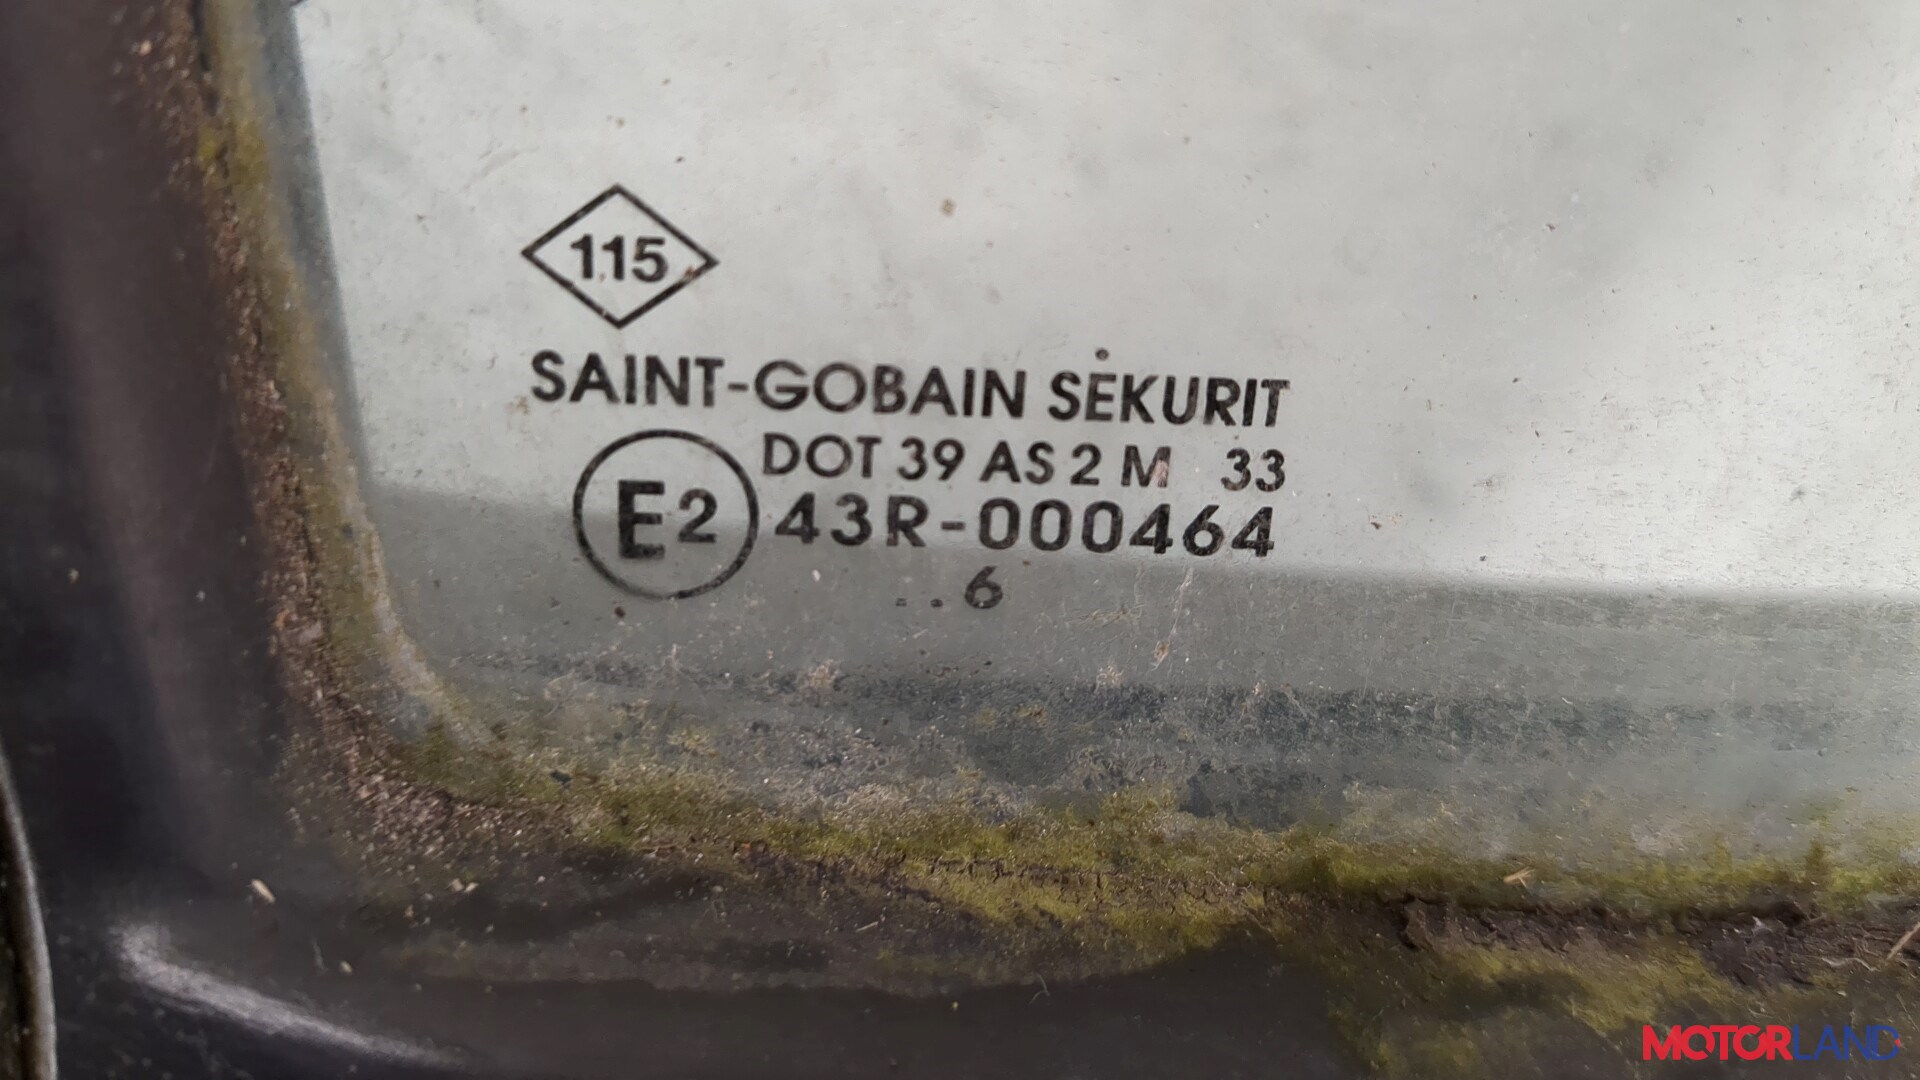 115
SAINT-GOBAIN SEKURIT
DOT 39 AS 2 M 33
E2 43R-000464
. . 6
MOTORLAND